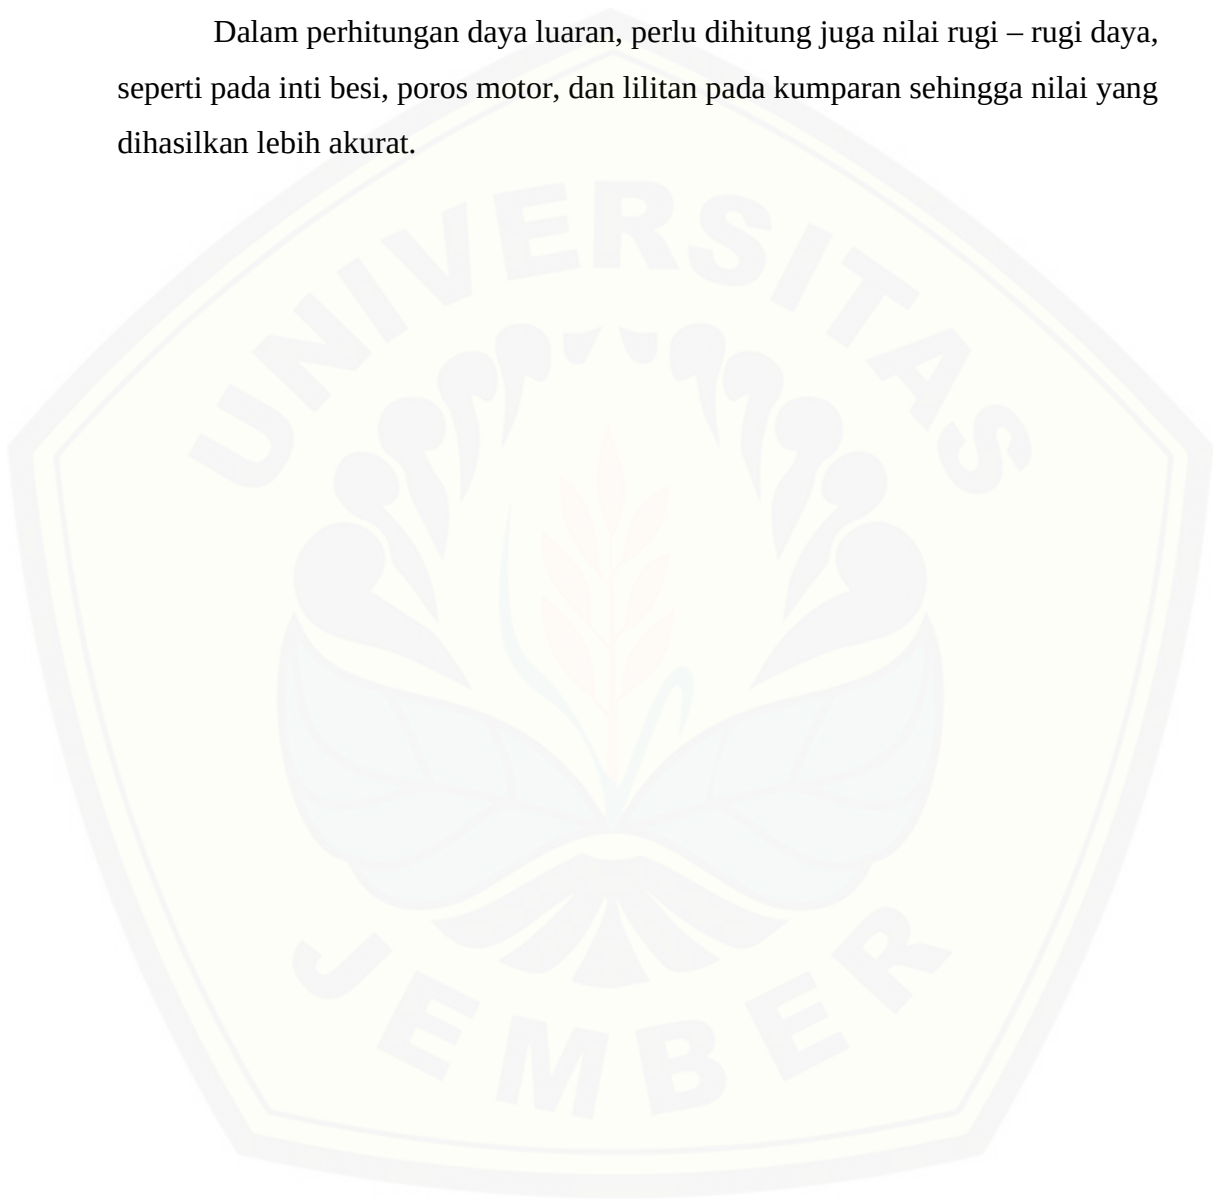 Dalam perhitungan daya luaran, perlu dihitung juga nilai rugi – rugi daya,
seperti pada inti besi, poros motor, dan lilitan pada kumparan sehingga nilai yang
dihasilkan lebih akurat.
UNIVERSITAS
JEMBER